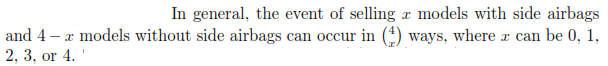 In general, the event of selling x models with side airbags
and 4 − x models without side airbags can occur in (4 x) ways, where x can be 0, 1,
2, 3, or 4.